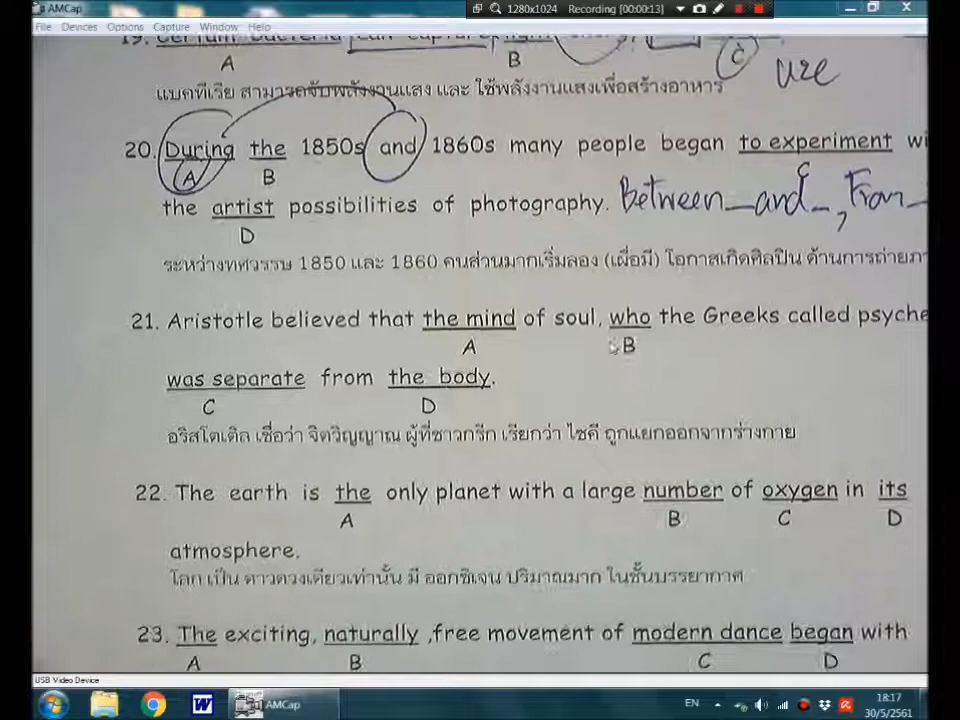 AMCap
1280x1024 Recording [00:00:13]
File Devices Options Capture Window Help
19. Certain bacteria can capture light
A B C use
แบคทีเรีย สามารถจับพลังงานแสง และ ใช้พลังงานแสงเพื่อสร้างอาหาร
20. During the 1850s and 1860s many people began to experiment wi
A B C
the artist possibilities of photography. Between _ and _ , From _
D
ระหว่างทศวรรษ 1850 และ 1860 คนส่วนมากเริ่มลอง (เผื่อมี) โอกาสเกิดศิลปิน ด้านการถ่ายภา
21. Aristotle believed that the mind of soul, who the Greeks called psyche
A B
was separate from the body.
C D
อริสโตเติล เชื่อว่า จิตวิญญาณ ผู้ที่ชาวกรีก เรียกว่า ไซคี ถูกแยกออกจากร่างกาย
22. The earth is the only planet with a large number of oxygen in its
A B C D
atmosphere.
โลก เป็น ดาวดวงเดียวเท่านั้น มี ออกซิเจน ปริมาณมาก ในชั้นบรรยากาศ
23. The exciting, naturally ,free movement of modern dance began with
A B C D
USB Video Device
AMCap
EN
18:17
30/5/2561